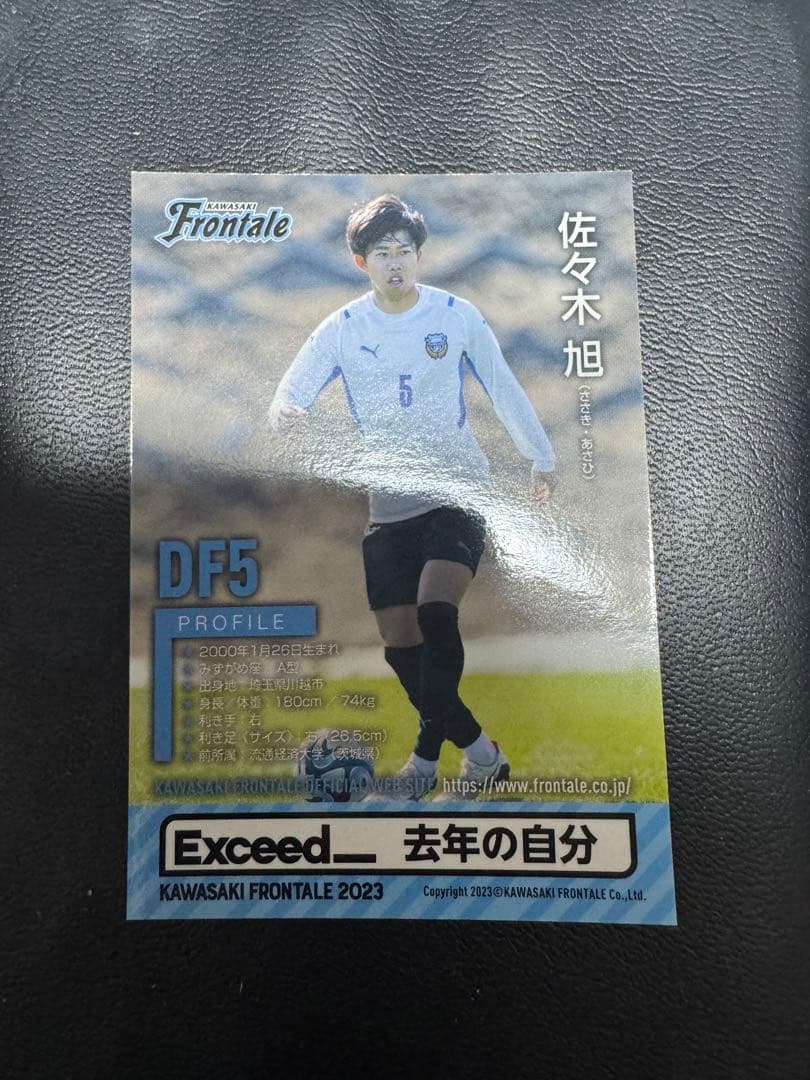 KAWASAKI
Frontale
佐々木 旭
(ささき・あさひ)
5
DF5
PROFILE
2000年1月26日生まれ
みずがめ座 A型
出身地：埼玉県川越市
身長／体重：180cm／74kg
利き手：右
利き足（サイズ）：右（26.5cm）
前所属：流通経済大学（茨城県）
KAWASAKI FRONTALE OFFICIAL WEB SITE https://www.frontale.co.jp/
Exceed_ 去年の自分
KAWASAKI FRONTALE 2023
Copyright 2023©KAWASAKI FRONTALE Co.,Ltd.